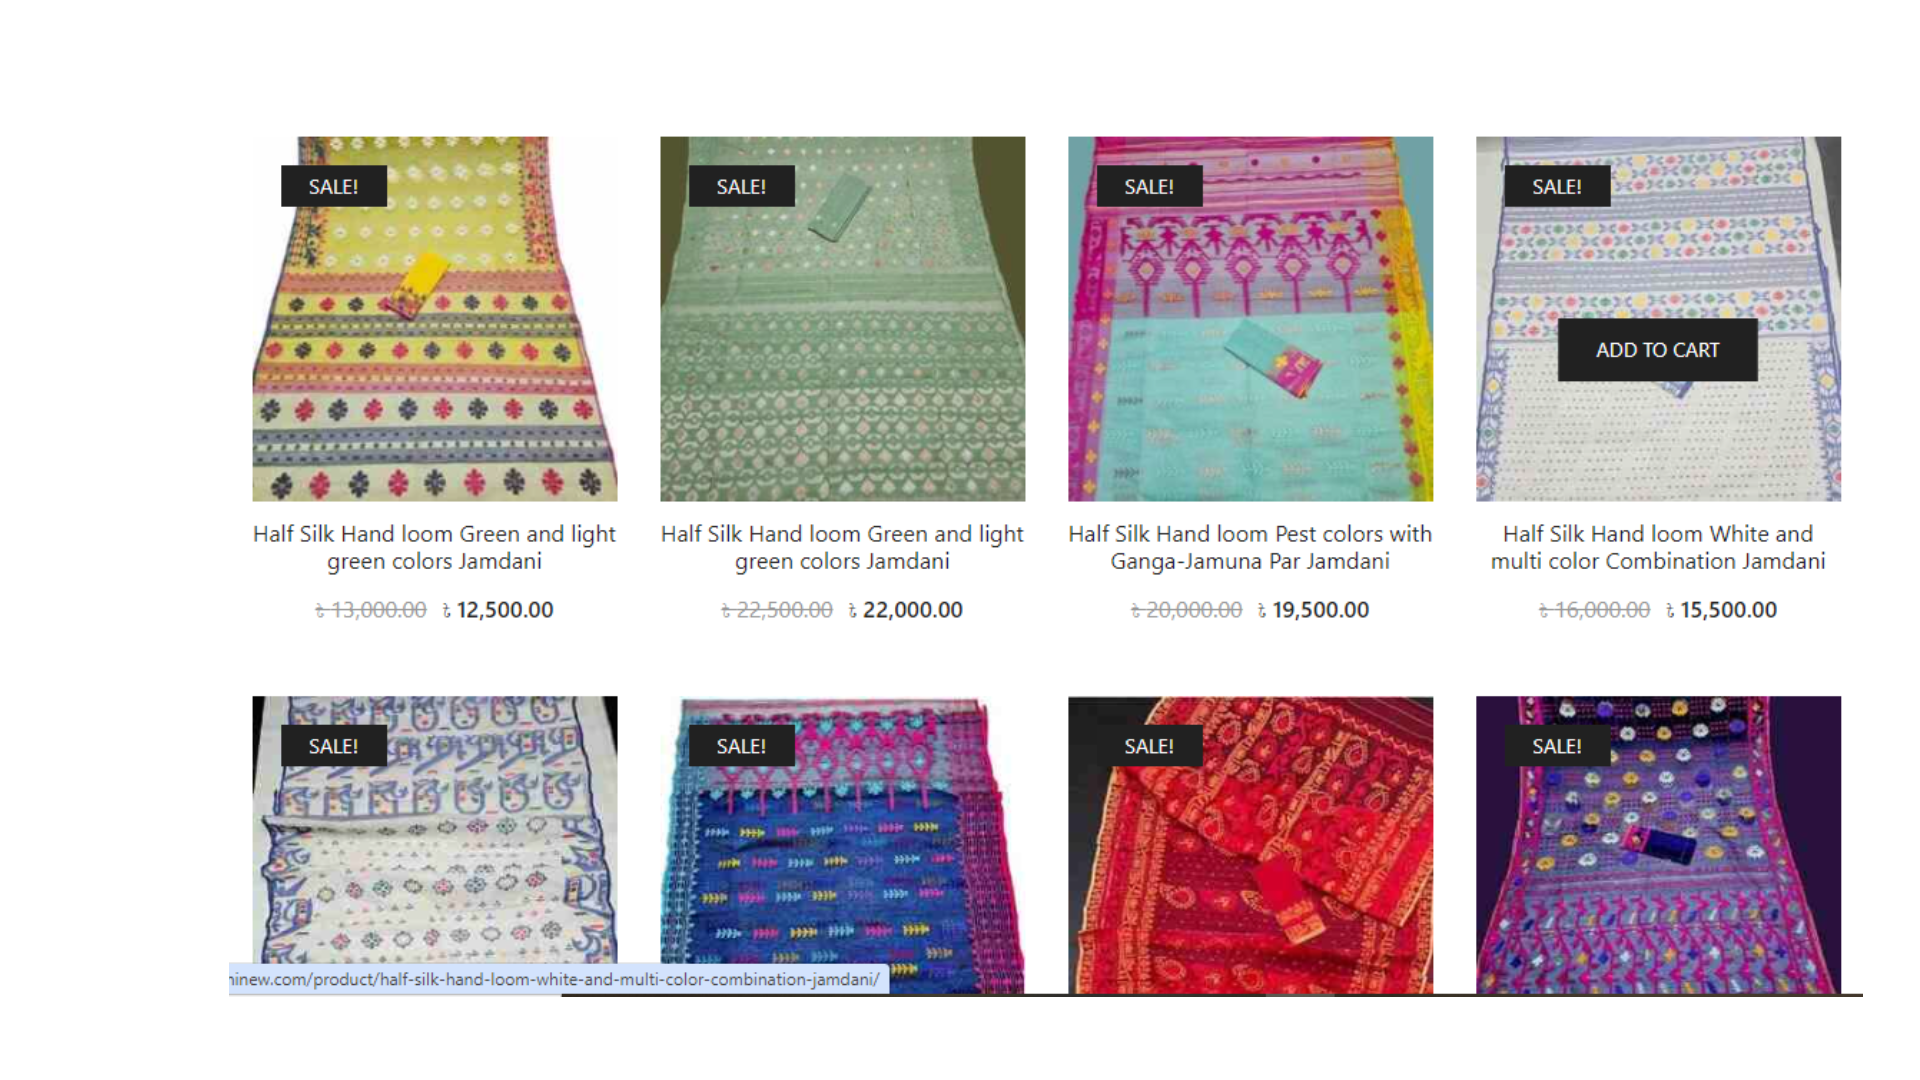 SALE!
SALE!
SALE!
SALE!
ADD TO CART
Half Silk Hand loom Green and light
green colors Jamdani
৳ 13,000.00 ৳ 12,500.00
Half Silk Hand loom Green and light
green colors Jamdani
৳ 22,500.00 ৳ 22,000.00
Half Silk Hand loom Pest colors with
Ganga-Jamuna Par Jamdani
৳ 20,000.00 ৳ 19,500.00
Half Silk Hand loom White and
multi color Combination Jamdani
৳ 16,000.00 ৳ 15,500.00
SALE!
SALE!
SALE!
SALE!
inew.com/product/half-silk-hand-loom-white-and-multi-color-combination-jamdani/